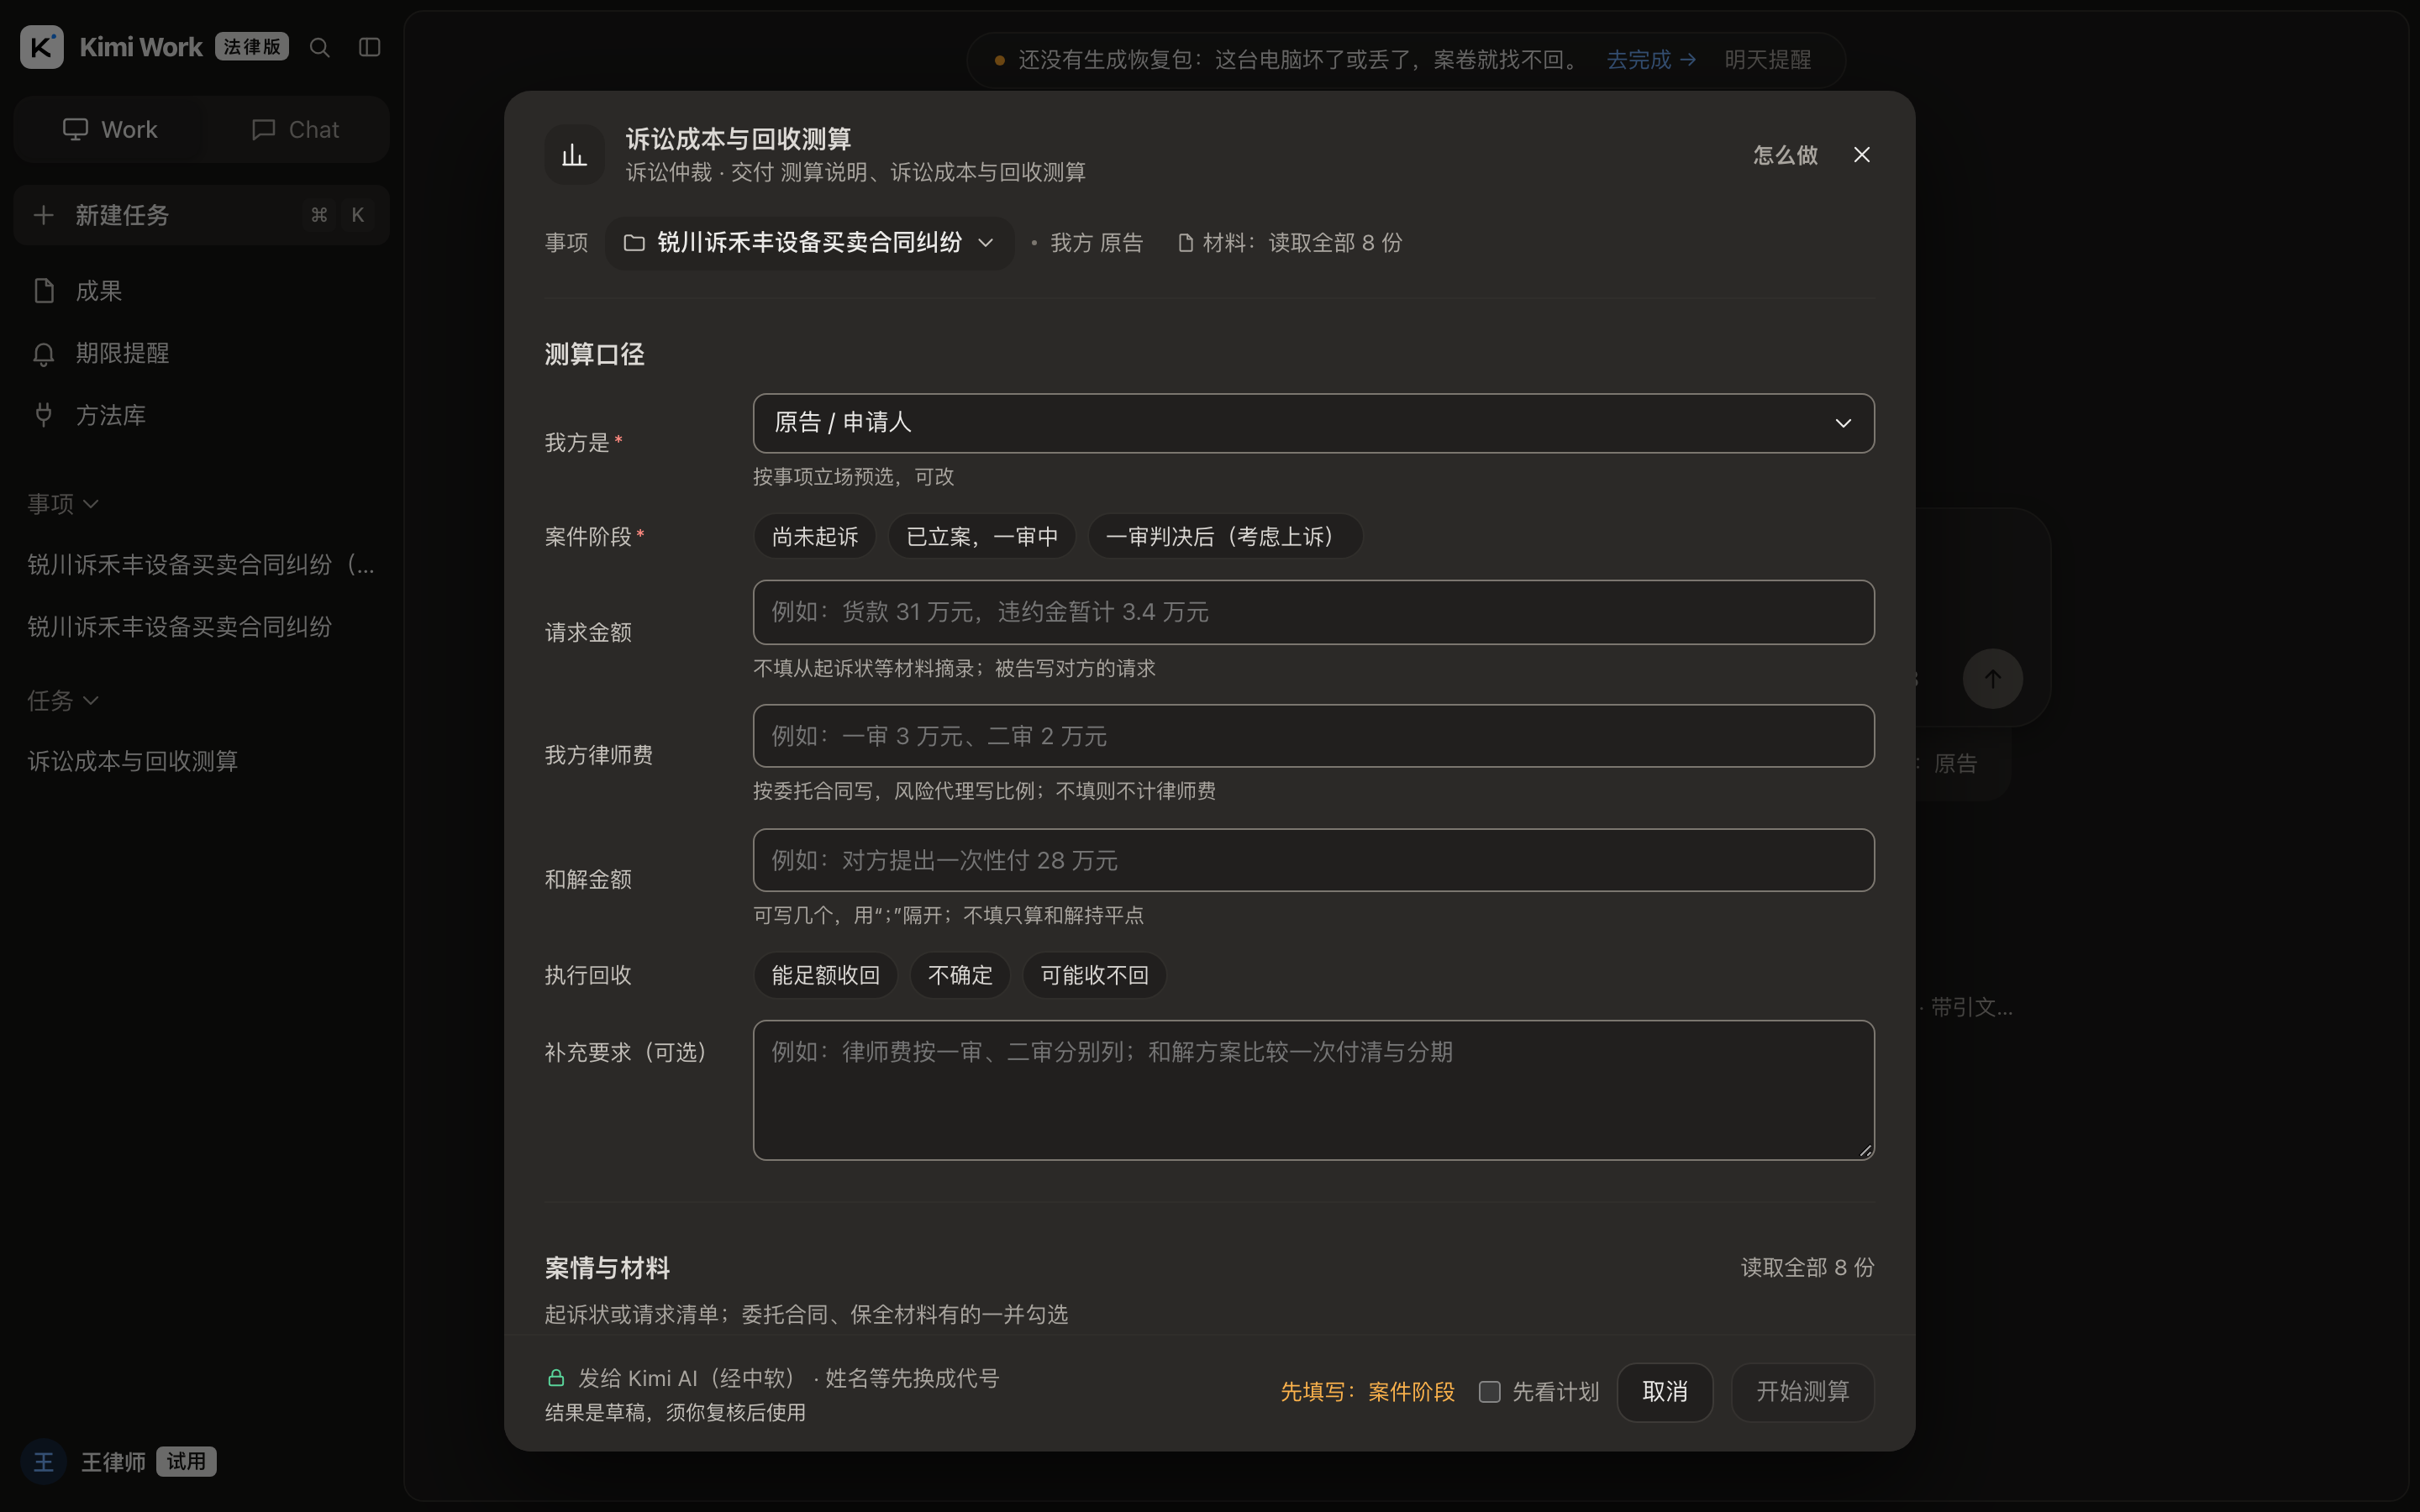 Kimi Work 法律版
Work
Chat
新建任务 ⌘ K
成果
期限提醒
方法库
事项
锐川诉禾丰设备买卖合同纠纷（...
锐川诉禾丰设备买卖合同纠纷
任务
诉讼成本与回收测算
王 王律师 试用
还没有生成恢复包：这台电脑坏了或丢了，案卷就找不回。 去完成 → 明天提醒
诉讼成本与回收测算
诉讼仲裁 · 交付 测算说明、诉讼成本与回收测算
怎么做
事项 锐川诉禾丰设备买卖合同纠纷 • 我方 原告 材料：读取全部 8 份
测算口径
我方是*
原告 / 申请人
按事项立场预选，可改
案件阶段* 尚未起诉 已立案，一审中 一审判决后（考虑上诉）
请求金额
例如：货款 31 万元，违约金暂计 3.4 万元
不填从起诉状等材料摘录；被告写对方的请求
我方律师费
例如：一审 3 万元、二审 2 万元
按委托合同写，风险代理写比例；不填则不计律师费
和解金额
例如：对方提出一次性付 28 万元
可写几个，用“；”隔开；不填只算和解持平点
执行回收 能足额收回 不确定 可能收不回
补充要求（可选）
例如：律师费按一审、二审分别列；和解方案比较一次付清与分期
案情与材料 读取全部 8 份
起诉状或请求清单；委托合同、保全材料有的一并勾选
发给 Kimi AI（经中软） · 姓名等先换成代号
结果是草稿，须你复核后使用
先填写：案件阶段 先看计划 取消 开始测算
：原告
· 带引文...